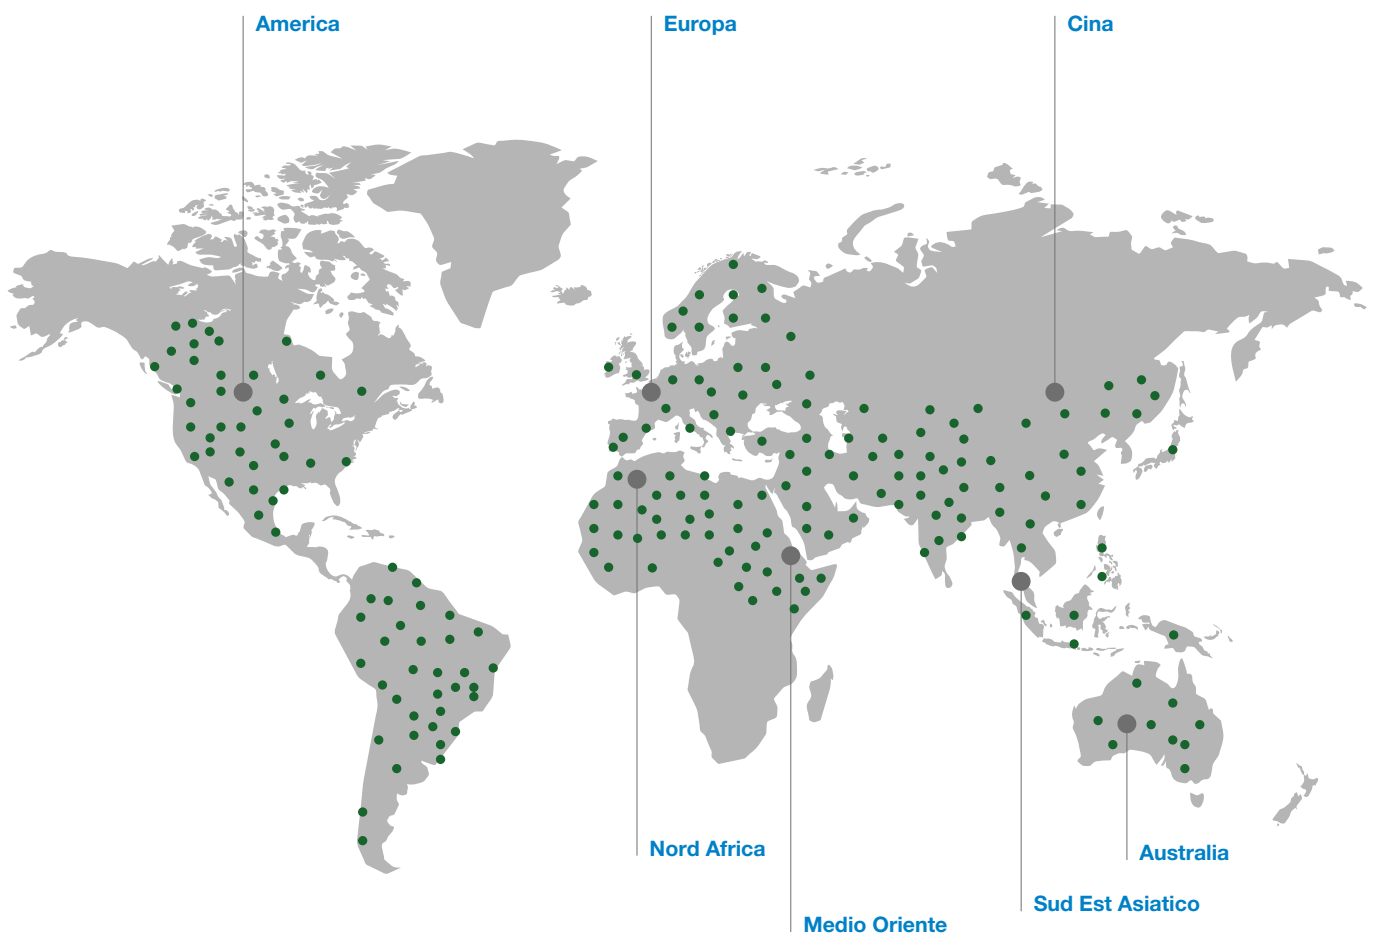 America
Europa
Cina
Nord Africa
Australia
Sud Est Asiatico
Medio Oriente